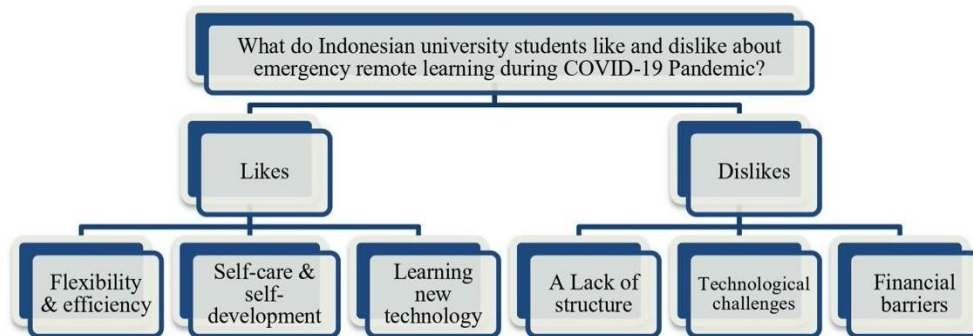 What do Indonesian university students like and dislike about
emergency remote learning during COVID-19 Pandemic?
Likes
Dislikes
Flexibility
& efficiency
Self-care &
self-
development
Learning
new
technology
A Lack of
structure
Technological
challenges
Financial
barriers